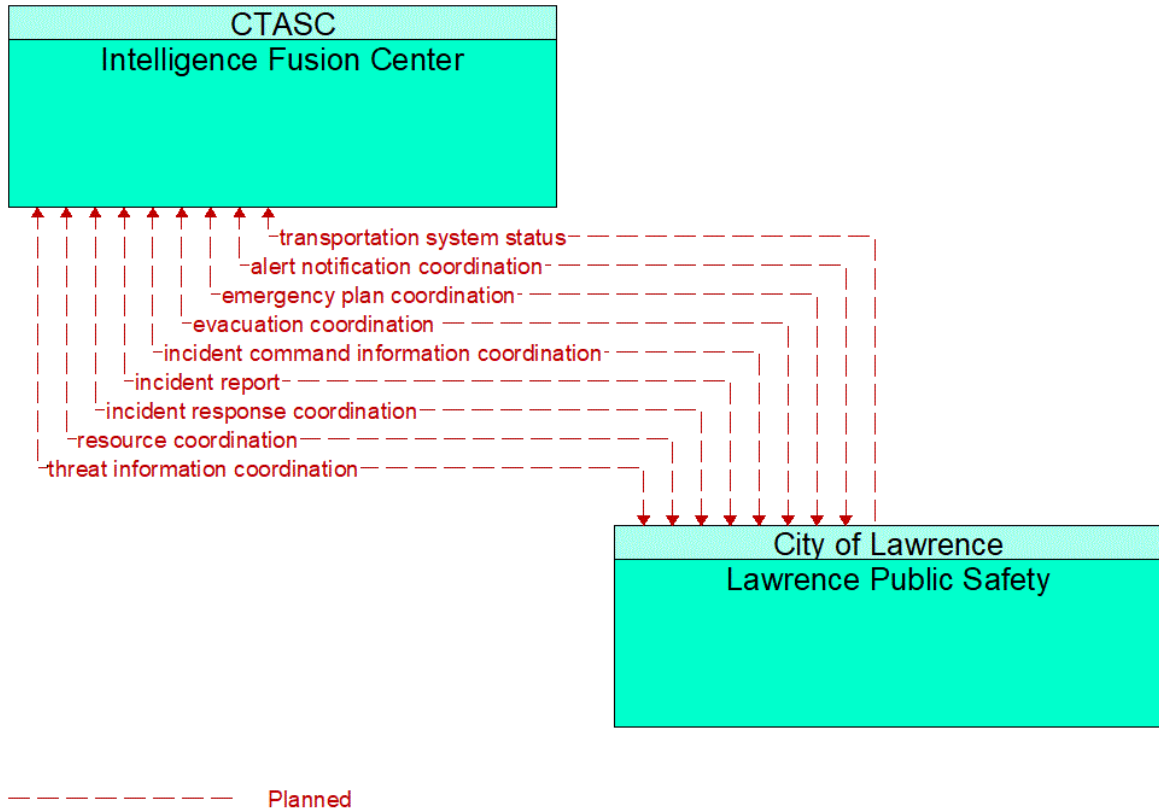 CTASC
Intelligence Fusion Center
transportation system status
alert notification coordination
emergency plan coordination
evacuation coordination
incident command information coordination
incident report
incident response coordination
resource coordination
threat information coordination
City of Lawrence
Lawrence Public Safety
Planned